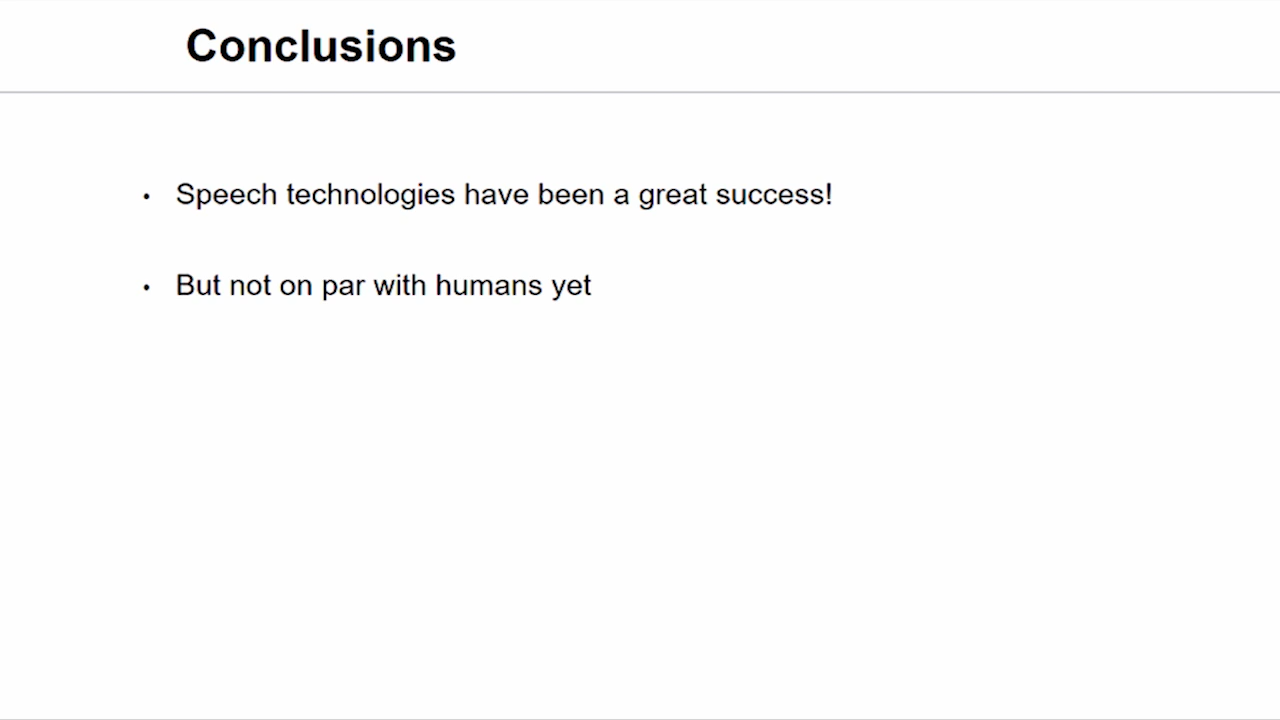 Conclusions
• Speech technologies have been a great success!
• But not on par with humans yet